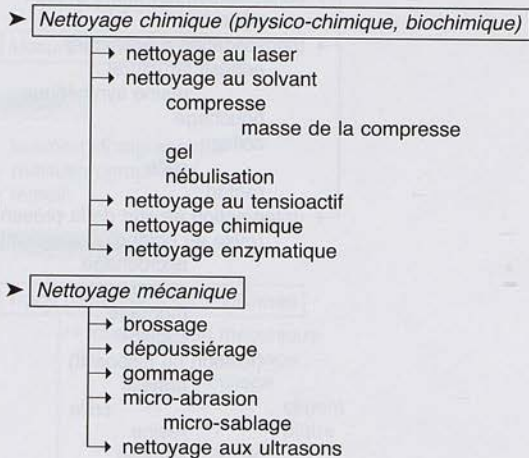 Nettoyage chimique (physico-chimique, biochimique)
nettoyage au laser
nettoyage au solvant
compresse
masse de la compresse
gel
nébulisation
nettoyage au tensioactif
nettoyage chimique
nettoyage enzymatique
Nettoyage mécanique
brossage
dépoussiérage
gommage
micro-abrasion
micro-sablage
nettoyage aux ultrasons